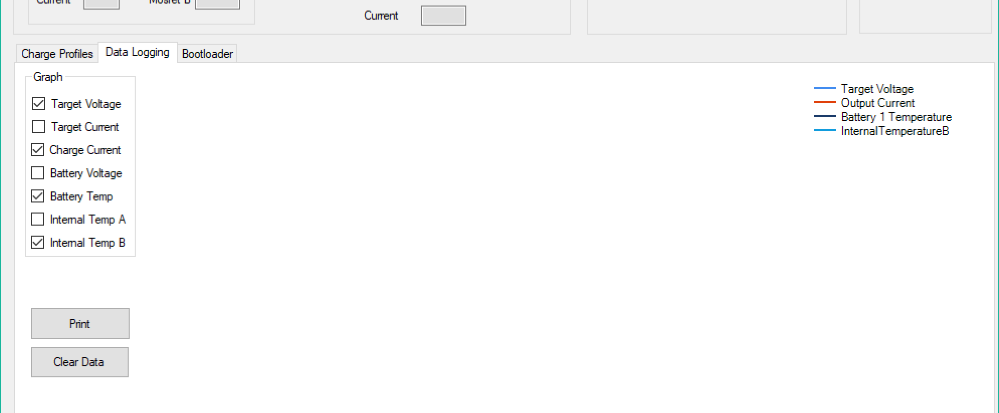 Current Mosfet B
Current
Charge Profiles Data Logging Bootloader
Graph
Target Voltage
Target Current
Charge Current
Battery Voltage
Battery Temp
Internal Temp A
Internal Temp B
Print
Clear Data
Target Voltage
Output Current
Battery 1 Temperature
InternalTemperatureB